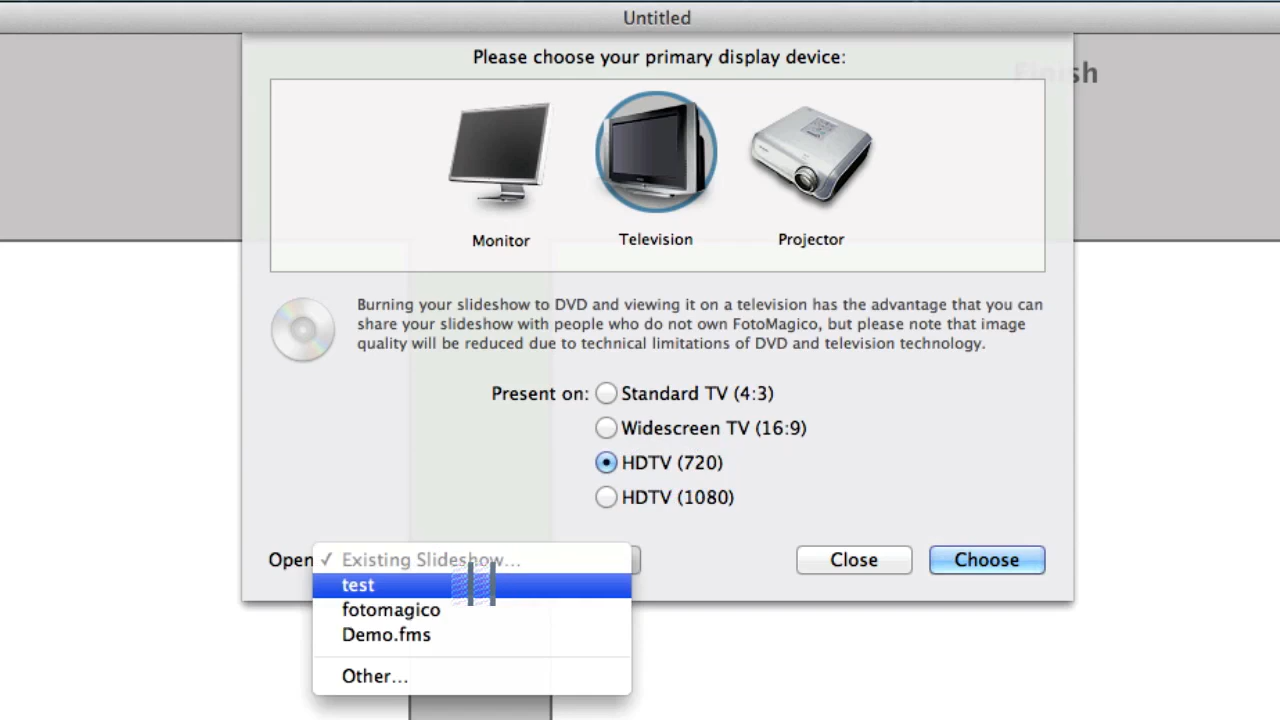 Untitled
Please choose your primary display device:
Finish
Monitor
Television
Projector
Burning your slideshow to DVD and viewing it on a television has the advantage that you can
share your slideshow with people who do not own FotoMagico, but please note that image
quality will be reduced due to technical limitations of DVD and television technology.
Present on:
Standard TV (4:3)
Widescreen TV (16:9)
HDTV (720)
HDTV (1080)
Open
Existing Slideshow...
Close
Choose
test
fotomagico
Demo.fms
Other...